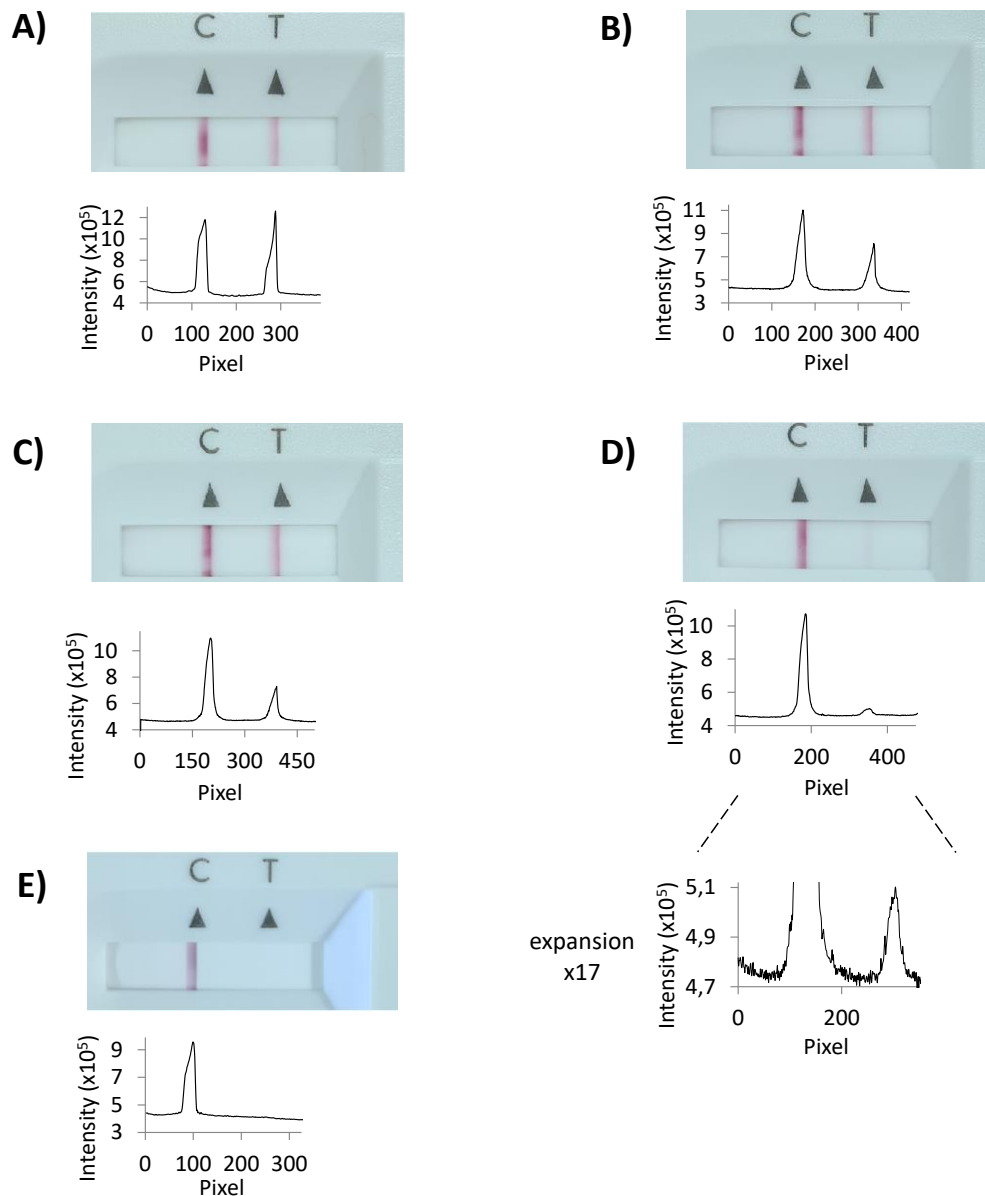 A)
C T
Intensity (x10⁵)
12
10
8
6
4
0 100 200 300
Pixel
B)
C T
Intensity (x10⁵)
11
9
7
5
3
0 100 200 300 400
Pixel
C)
C T
Intensity (x10⁵)
10
8
6
4
0 150 300 450
Pixel
D)
C T
Intensity (x10⁵)
10
8
6
4
0 200 400
Pixel
expansion
x17
Intensity (x10⁵)
5,1
4,9
4,7
0 200
Pixel
E)
C T
Intensity (x10⁵)
9
7
5
3
0 100 200 300
Pixel